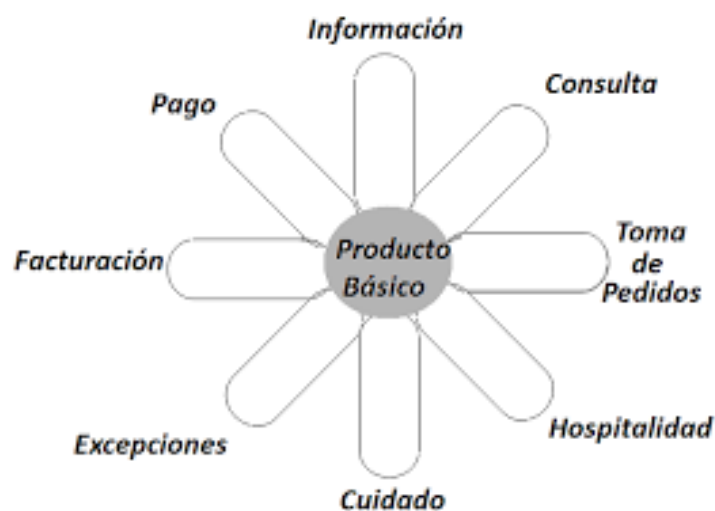 Información
Consulta
Pago
Toma
de
Pedidos
Producto
Básico
Facturación
Hospitalidad
Excepciones
Cuidado